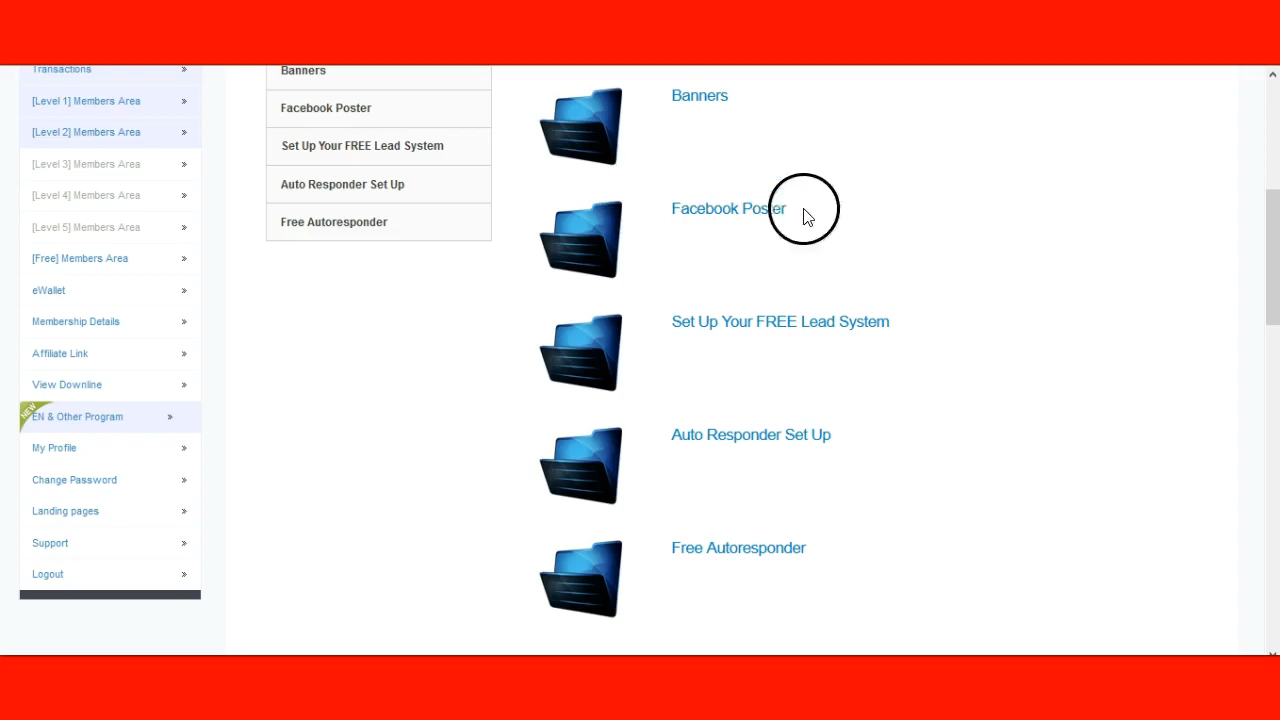 Transactions »
[Level 1] Members Area »
[Level 2] Members Area »
[Level 3] Members Area »
[Level 4] Members Area »
[Level 5] Members Area »
[Free] Members Area »
eWallet »
Membership Details »
Affiliate Link »
View Downline »
NEW
EN & Other Program »
My Profile »
Change Password »
Landing pages »
Support »
Logout »
Banners
Facebook Poster
Set Up Your FREE Lead System
Auto Responder Set Up
Free Autoresponder
Banners
Facebook Poster
Set Up Your FREE Lead System
Auto Responder Set Up
Free Autoresponder